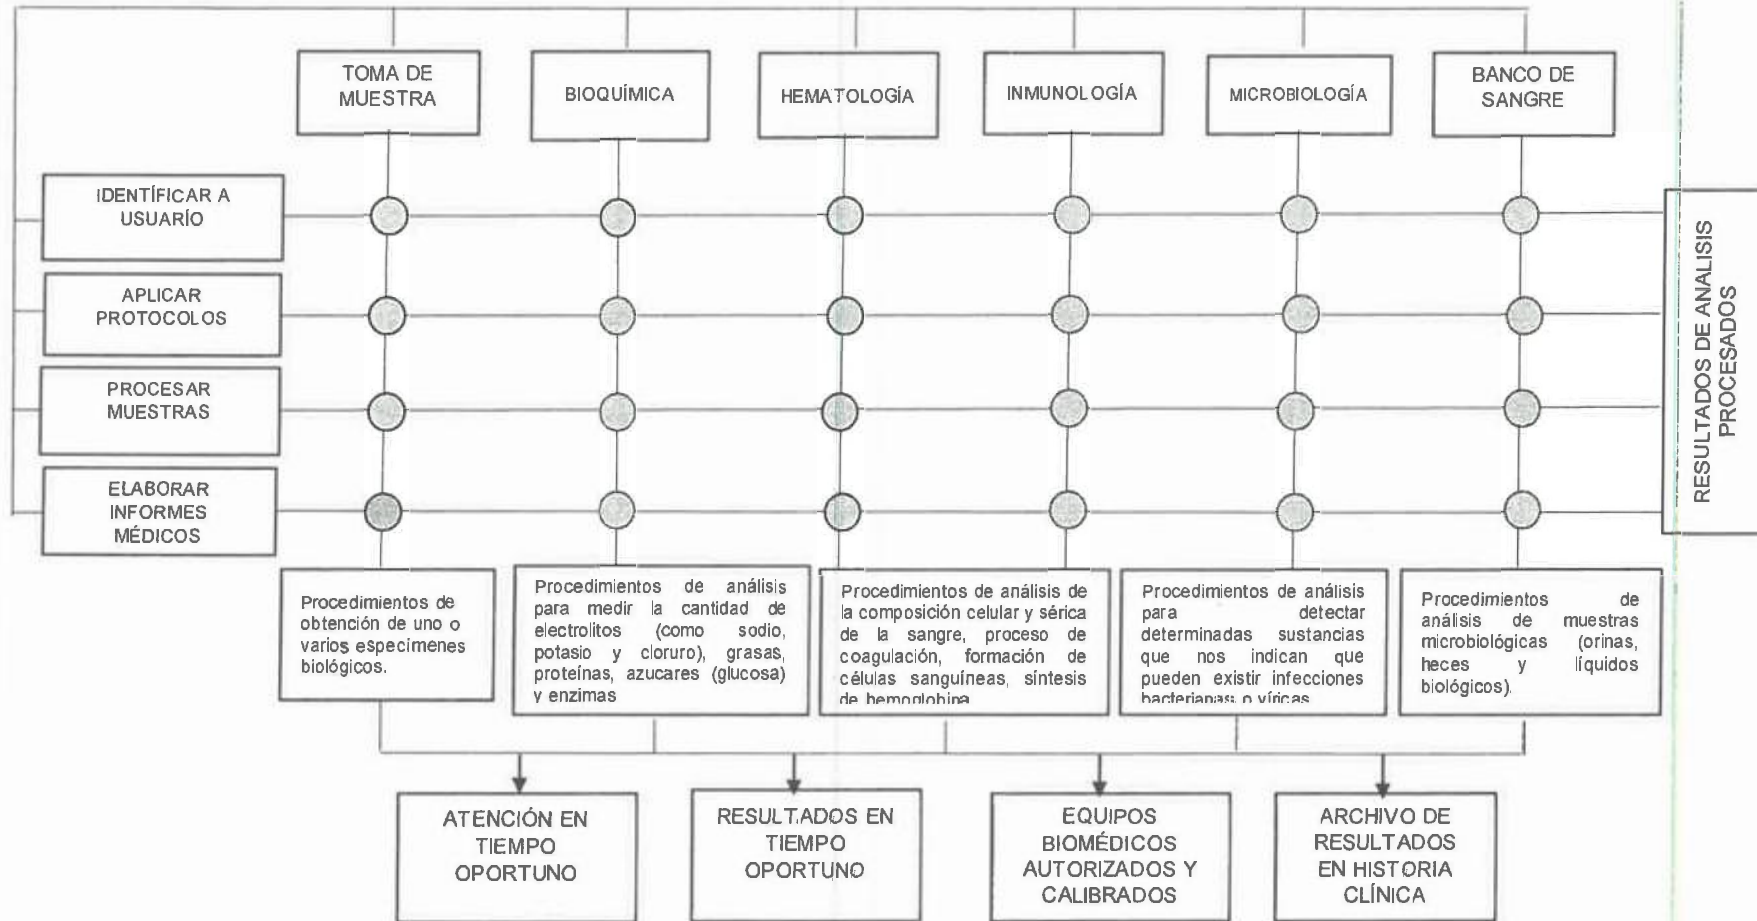 TOMA DE
MUESTRA
BIOQUÍMICA
HEMATOLOGÍA
INMUNOLOGÍA
MICROBIOLOGÍA
BANCO DE
SANGRE
IDENTÍFICAR A
USUARÍO
APLICAR
PROTOCOLOS
PROCESAR
MUESTRAS
ELABORAR
INFORMES
MÉDICOS
RESULTADOS DE ANALISIS
PROCESADOS
Procedimientos de
obtención de uno o
varios especímenes
biológicos.
Procedimientos de análisis
para medir la cantidad de
electrolitos (como sodio,
potasio y cloruro), grasas,
proteínas, azucares (glucosa)
y enzimas
Procedimientos de análisis de
la composición celular y sérica
de la sangre, proceso de
coagulación, formación de
células sanguíneas, síntesis
de hemoglobina
Procedimientos de análisis
para detectar
determinadas sustancias
que nos indican que
pueden existir infecciones
bacterianas o víricas
Procedimientos de
análisis de muestras
microbiológicas (orinas,
heces y líquidos
biológicos).
ATENCIÓN EN
TIEMPO
OPORTUNO
RESULTADOS EN
TIEMPO
OPORTUNO
EQUIPOS
BIOMÉDICOS
AUTORIZADOS Y
CALIBRADOS
ARCHIVO DE
RESULTADOS
EN HISTORIA
CLÍNICA